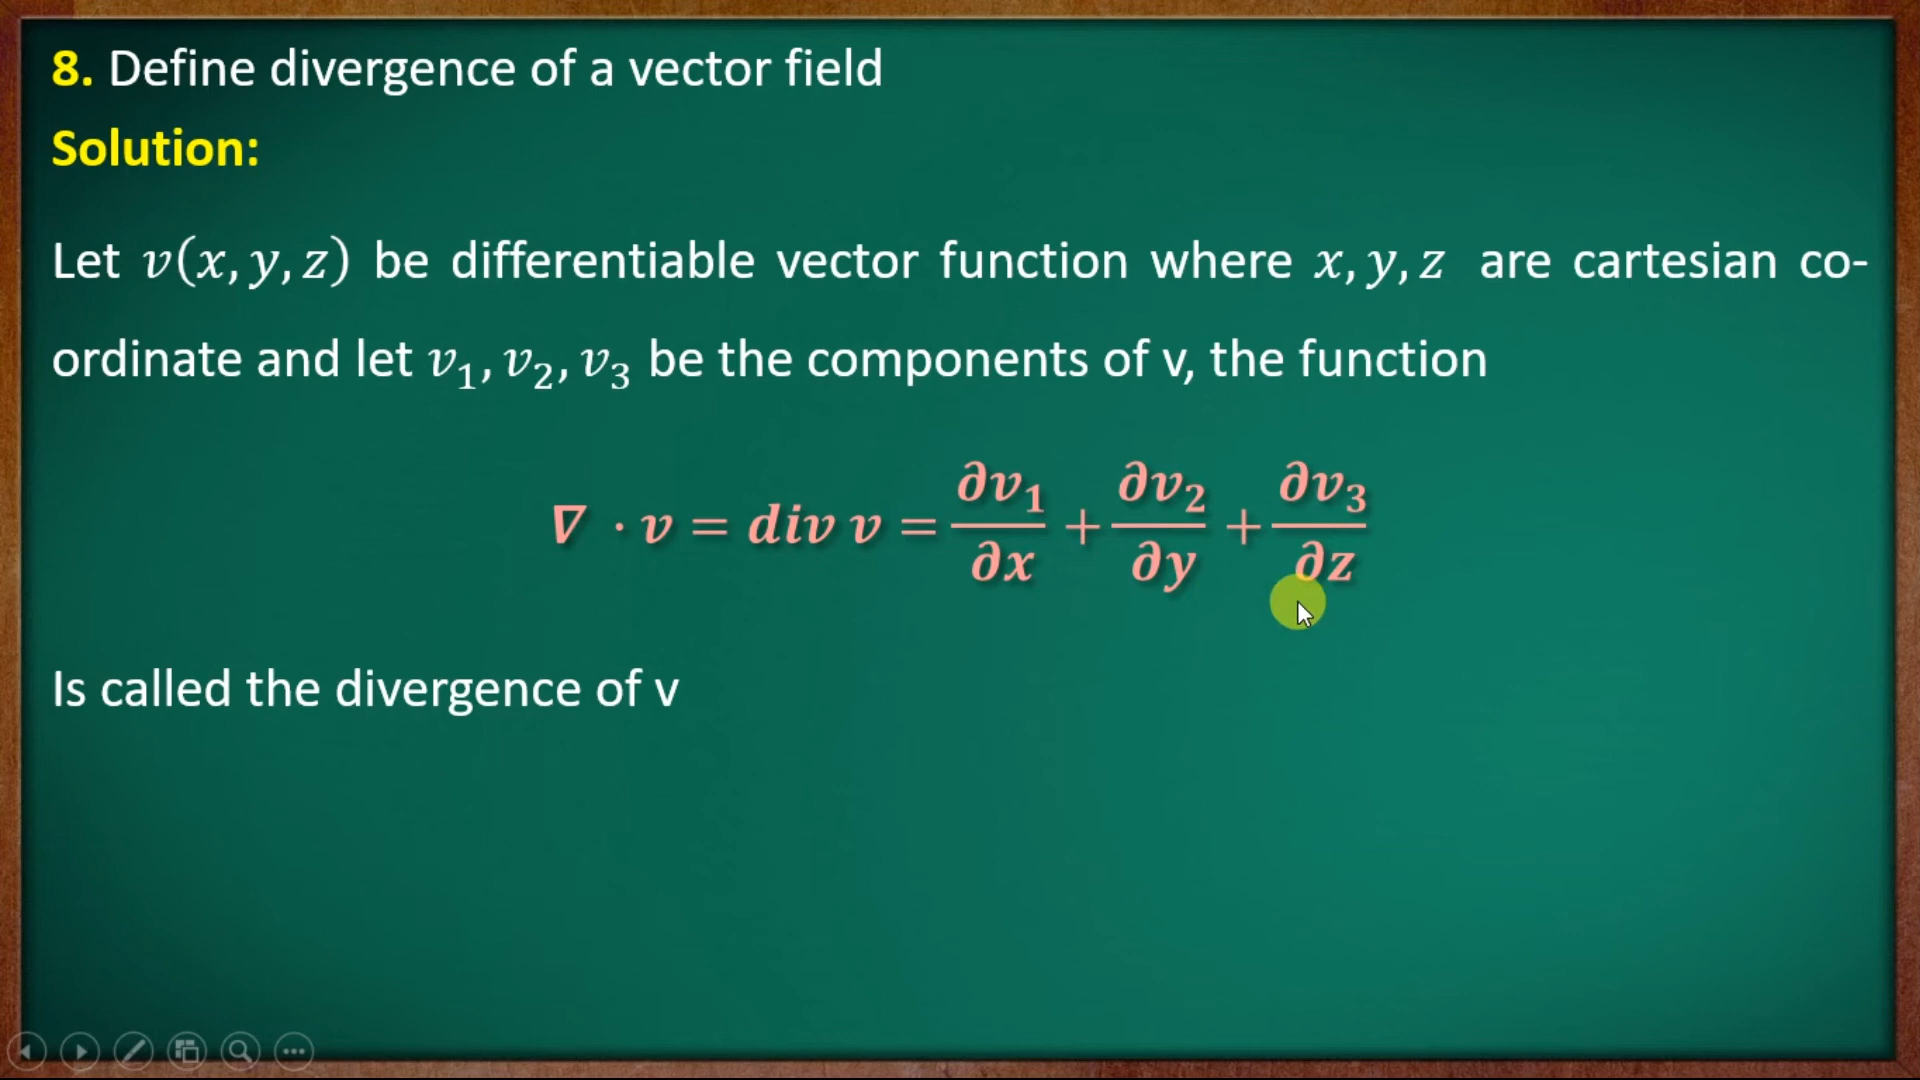 8. Define divergence of a vector field
Solution:
Let v(x, y, z) be differentiable vector function where x, y, z are cartesian co-
ordinate and let v₁, v₂, v₃ be the components of v, the function
∇ · v = div v = ∂v₁/∂x + ∂v₂/∂y + ∂v₃/∂z
Is called the divergence of v